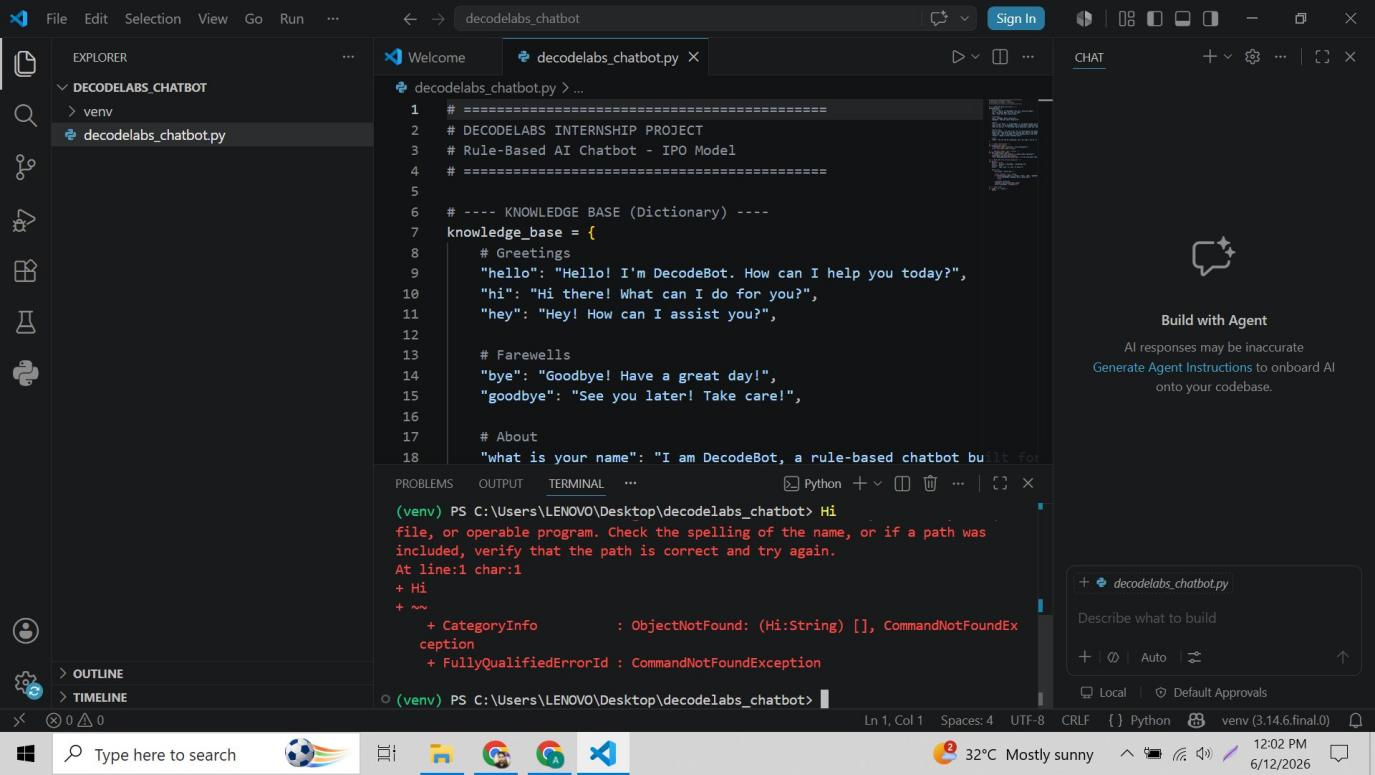 File Edit Selection View Go Run ···
decodelabs_chatbot
Sign In
EXPLORER
DECODELABS_CHATBOT
venv
decodelabs_chatbot.py
OUTLINE
TIMELINE
Welcome
decodelabs_chatbot.py
decodelabs_chatbot.py > ...
1 # ============================================
2 # DECODELABS INTERNSHIP PROJECT
3 # Rule-Based AI Chatbot - IPO Model
4 # ============================================
5
6 # ---- KNOWLEDGE BASE (Dictionary) ----
7 knowledge_base = {
8 # Greetings
9 "hello": "Hello! I'm DecodeBot. How can I help you today?",
10 "hi": "Hi there! What can I do for you?",
11 "hey": "Hey! How can I assist you?",
12
13 # Farewells
14 "bye": "Goodbye! Have a great day!",
15 "goodbye": "See you later! Take care!",
16
17 # About
18 "what is your name": "I am DecodeBot, a rule-based chatbot built for
PROBLEMS OUTPUT TERMINAL ··· Python
(venv) PS C:\Users\LENOVO\Desktop\decodelabs_chatbot> Hi
file, or operable program. Check the spelling of the name, or if a path was
included, verify that the path is correct and try again.
At line:1 char:1
+ Hi
+ ~~
+ CategoryInfo : ObjectNotFound: (Hi:String) [], CommandNotFoundEx
ception
+ FullyQualifiedErrorId : CommandNotFoundException
(venv) PS C:\Users\LENOVO\Desktop\decodelabs_chatbot>
CHAT
Build with Agent
AI responses may be inaccurate
Generate Agent Instructions to onboard AI
onto your codebase.
decodelabs_chatbot.py
Describe what to build
Auto
Local Default Approvals
0 0 Ln 1, Col 1 Spaces: 4 UTF-8 CRLF { } Python venv (3.14.6.final.0)
Type here to search
2 32°C Mostly sunny
12:02 PM
6/12/2026